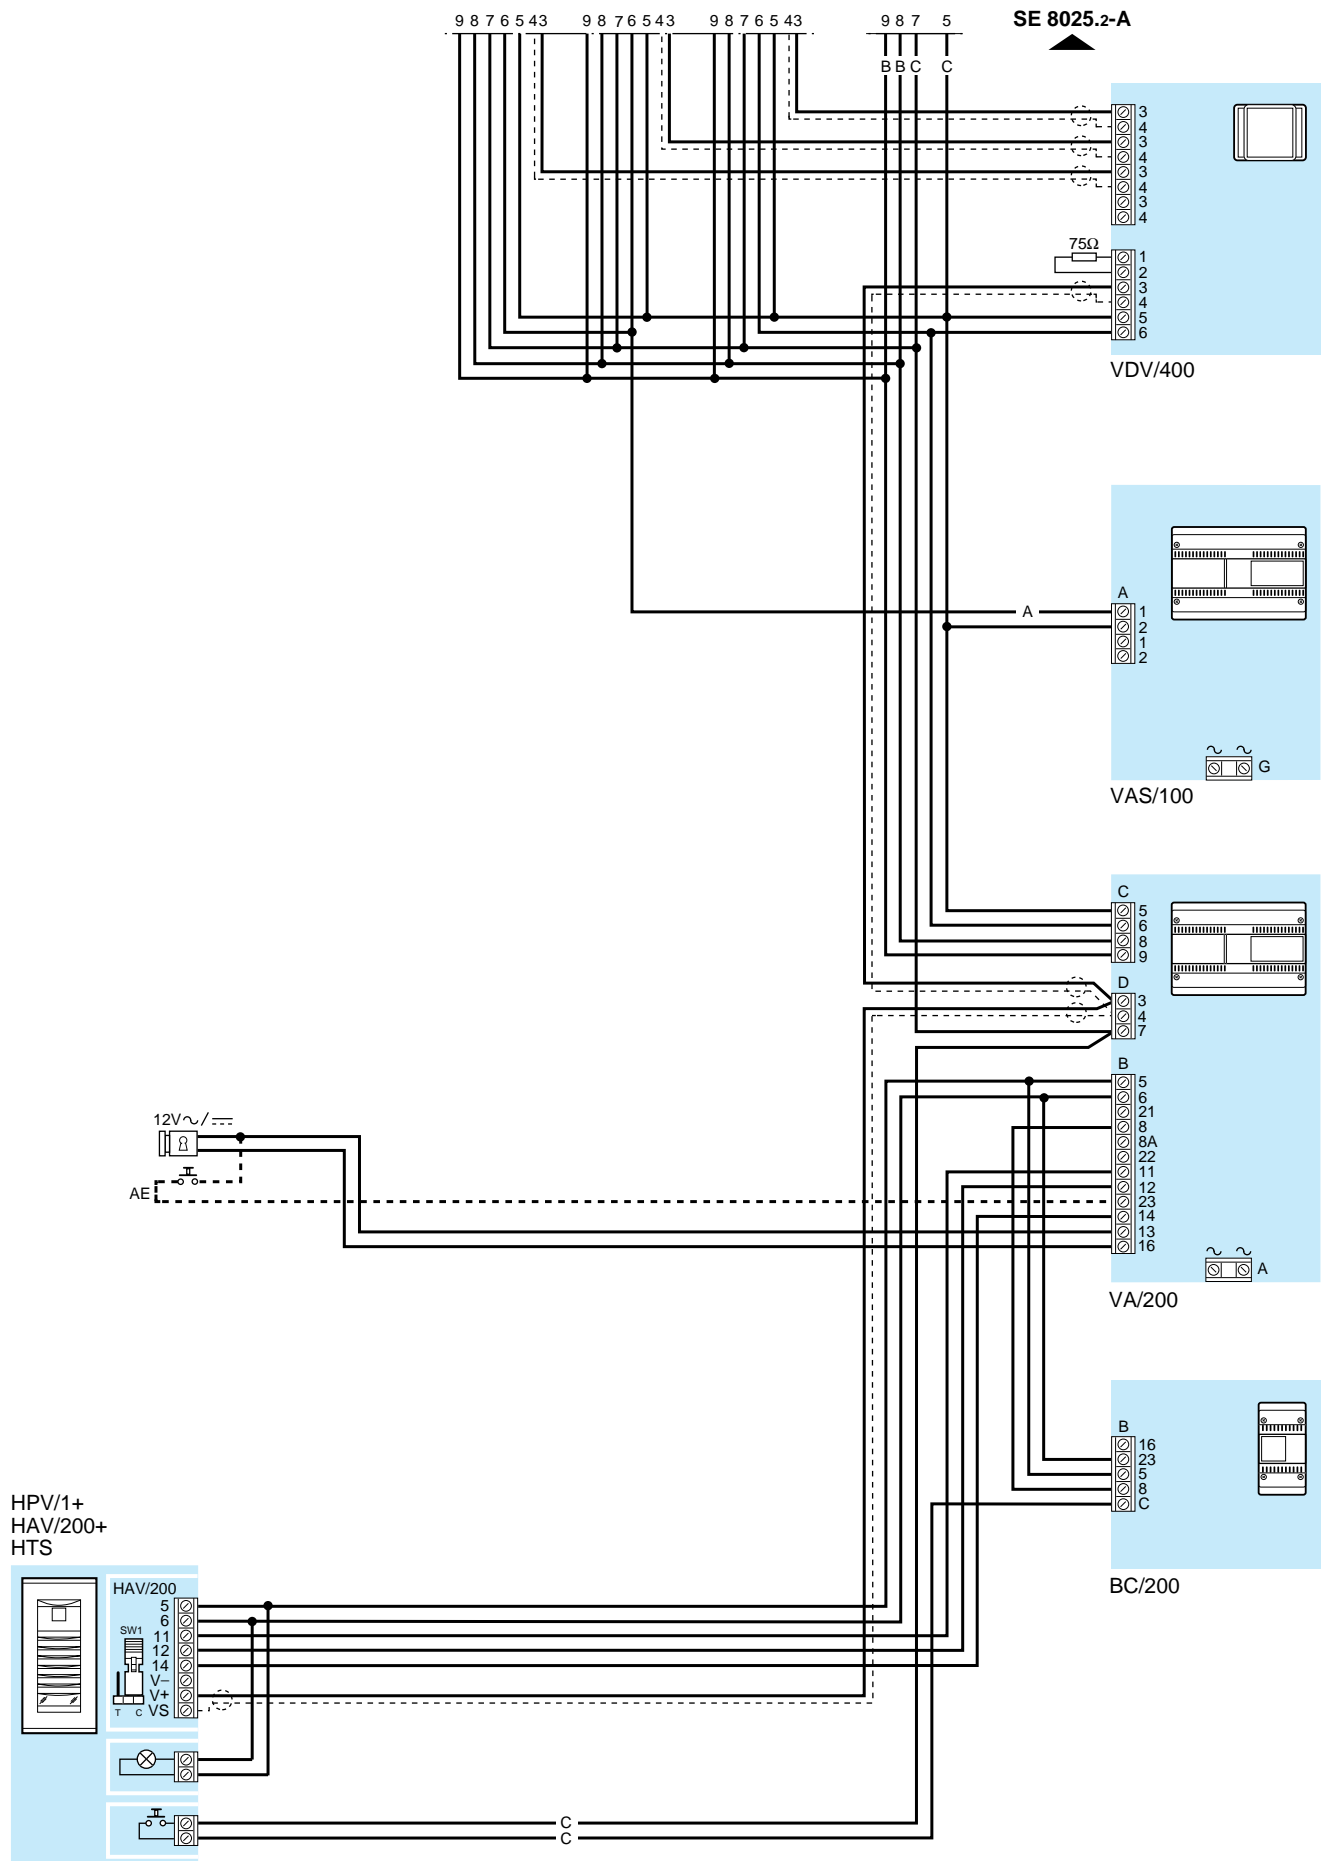 9 8 7 6 5 43 9 8 7 6 5 4 3 9 8 7 6 5 43 9 8 7 5
SE 8025.2-A
B B C C
3
4
3
4
3
4
3
4
75Ω
1
2
3
4
5
6
VDV/400
A
A
1
2
1
2
G
VAS/100
C
5
6
8
9
D
3
4
7
B
5
6
21
8
8A
22
11
12
23
14
13
16
12V~/
AE
A
VA/200
B
16
23
5
8
C
BC/200
HPV/1+
HAV/200+
HTS
HAV/200
5
6
SW1
11
12
14
V–
V+
T C VS
C
C